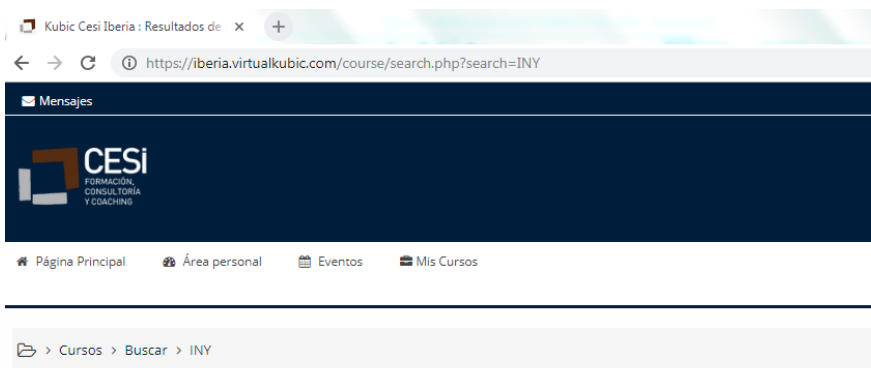 Kubic Cesi Iberia : Resultados de
https://iberia.virtualkubic.com/course/search.php?search=INY
Mensajes
CESi
FORMACIÓN,
CONSULTORÍA
Y COACHING
Página Principal Área personal Eventos Mis Cursos
> Cursos > Buscar > INY